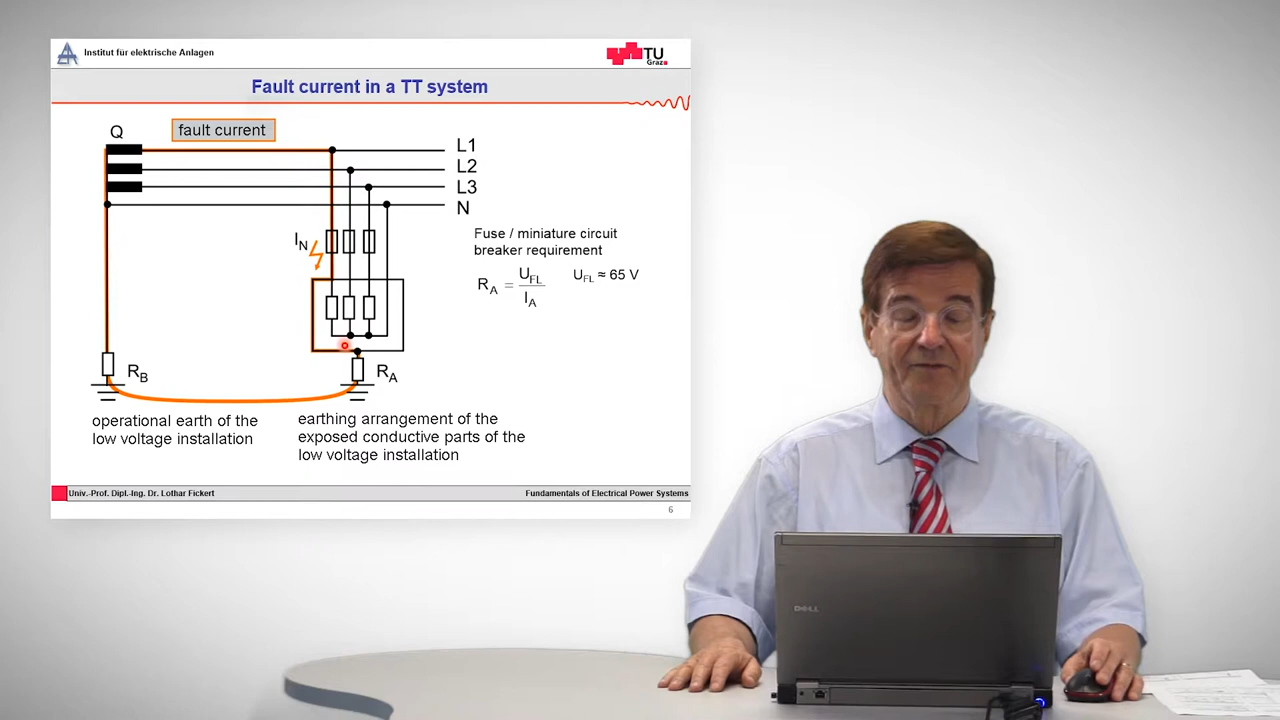 Institut für elektrische Anlagen
TU
Graz
Fault current in a TT system
Q
fault current
L1
L2
L3
N
IN
Fuse / miniature circuit
breaker requirement
RA = UFL / IA
UFL ≈ 65 V
RB
RA
operational earth of the
low voltage installation
earthing arrangement of the
exposed conductive parts of the
low voltage installation
Univ.-Prof. Dipl.-Ing. Dr. Lothar Fickert
Fundamentals of Electrical Power Systems
6
DELL